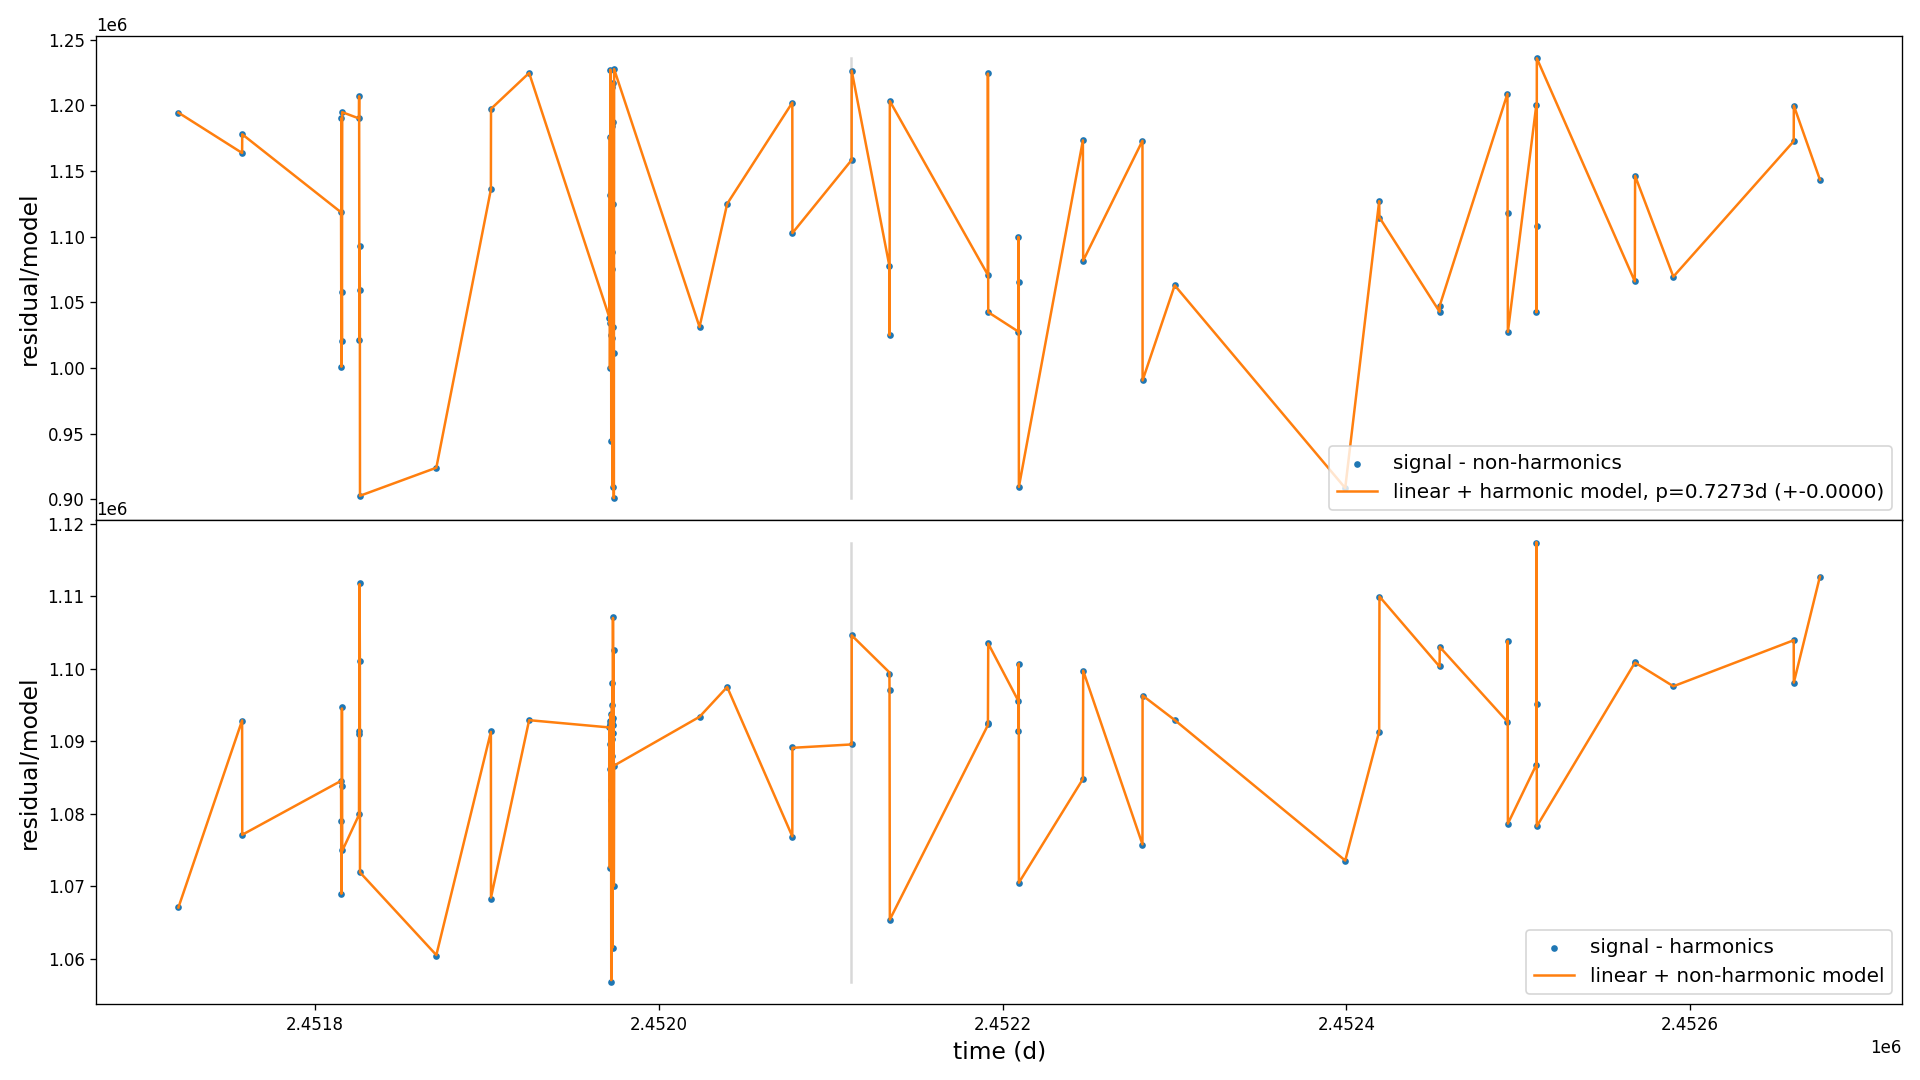 1e6
1.25
1.20
1.15
1.10
1.05
1.00
0.95
0.90
residual/model
signal - non-harmonics
linear + harmonic model, p=0.7273d (+-0.0000)
1e6
1.12
1.11
1.10
1.09
1.08
1.07
1.06
residual/model
signal - harmonics
linear + non-harmonic model
2.4518
2.4520
2.4522
2.4524
2.4526
time (d)
1e6